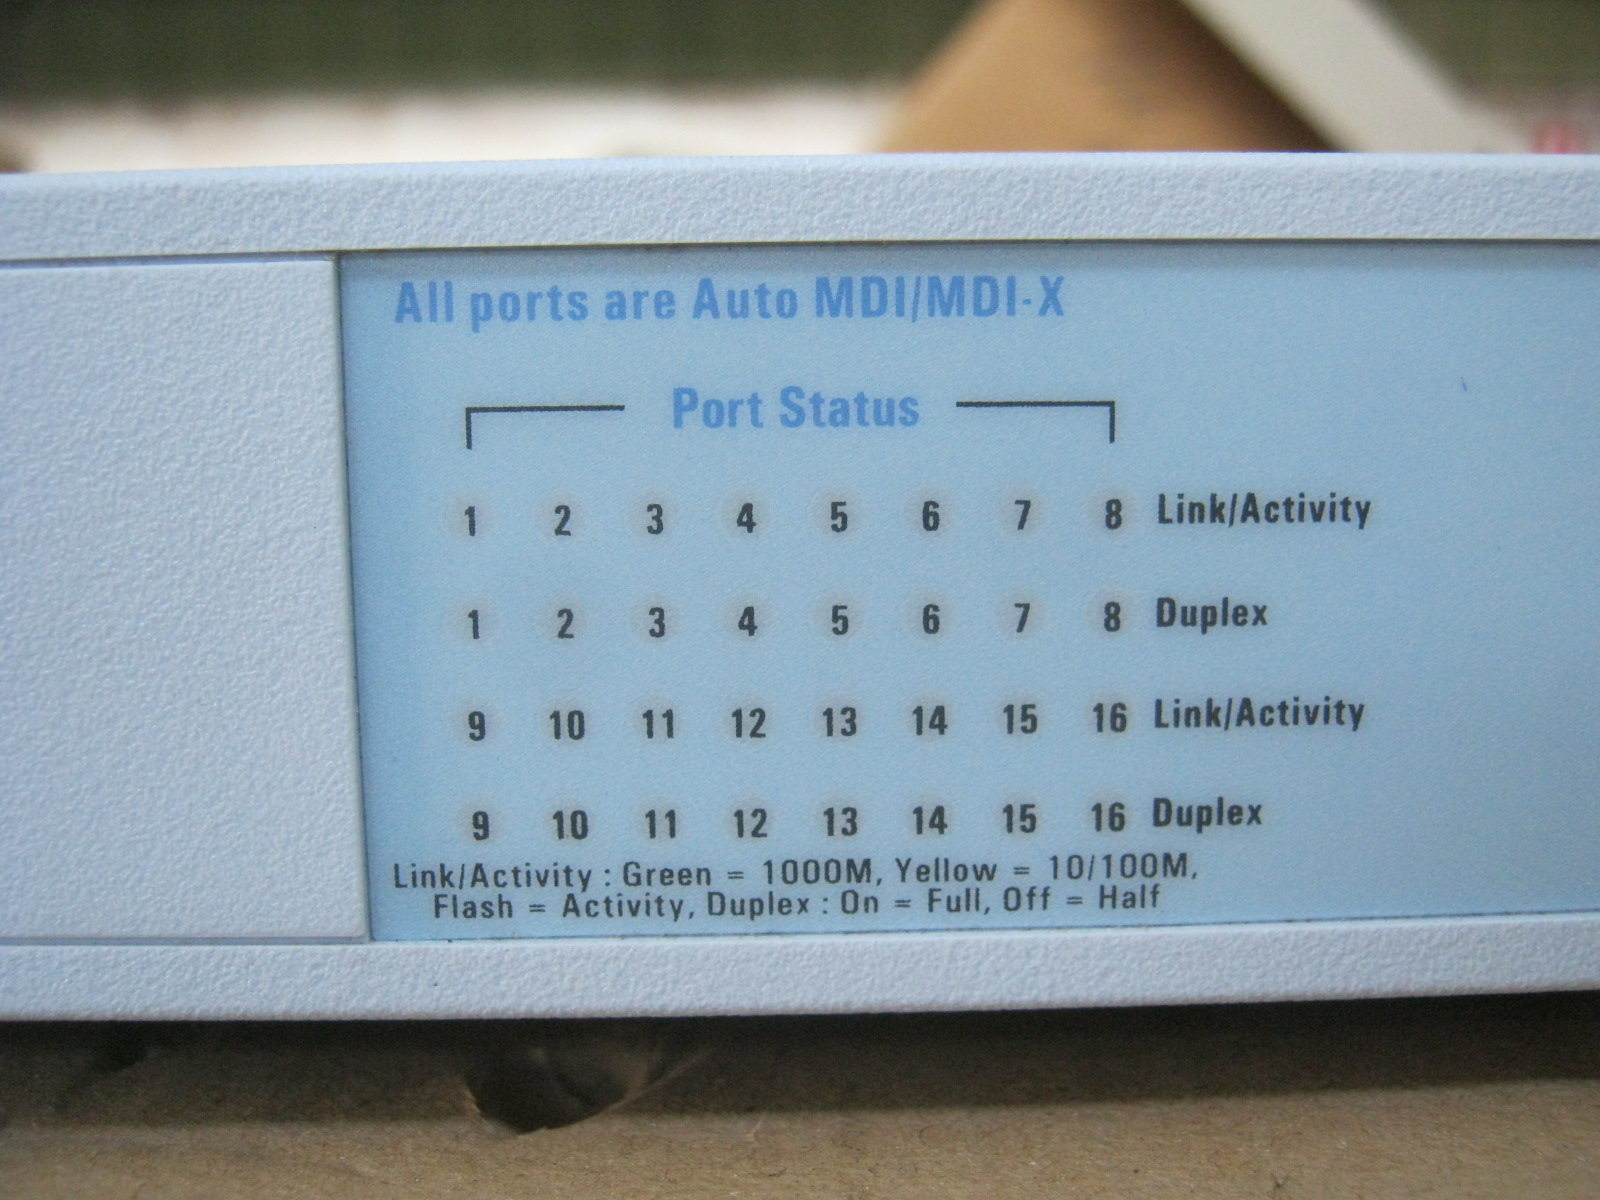 All ports are Auto MDI/MDI-X
Port Status
1 2 3 4 5 6 7 8 Link/Activity
1 2 3 4 5 6 7 8 Duplex
9 10 11 12 13 14 15 16 Link/Activity
9 10 11 12 13 14 15 16 Duplex
Link/Activity : Green = 1000M, Yellow = 10/100M,
Flash = Activity, Duplex : On = Full, Off = Half